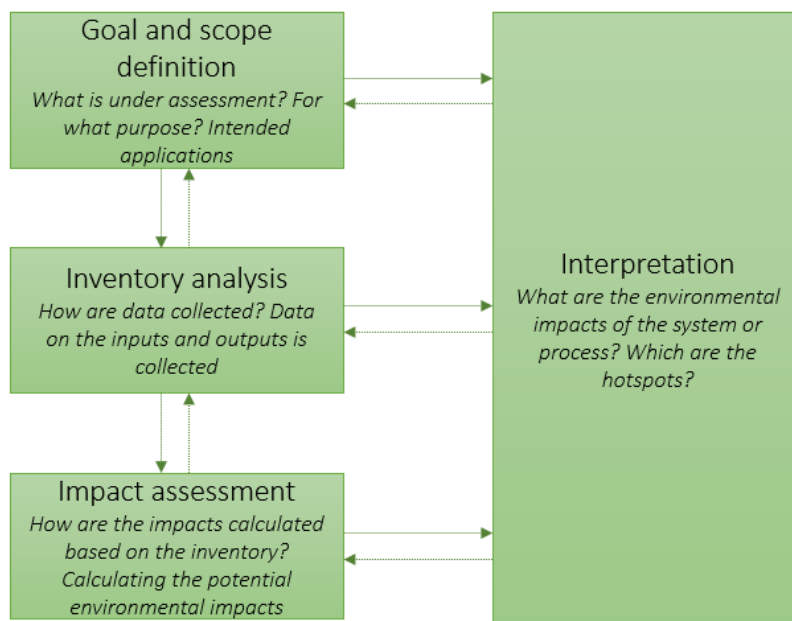 Goal and scope
definition
What is under assessment? For
what purpose? Intended
applications
Inventory analysis
How are data collected? Data
on the inputs and outputs is
collected
Impact assessment
How are the impacts calculated
based on the inventory?
Calculating the potential
environmental impacts
Interpretation
What are the environmental
impacts of the system or
process? Which are the
hotspots?